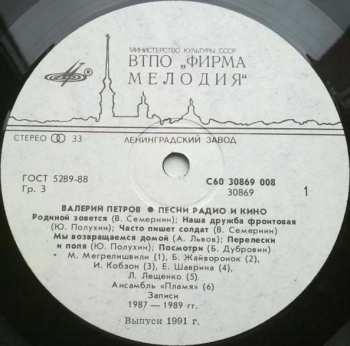 МИНИСТЕРСТВО КУЛЬТУРЫ СССР
ВТПО „ФИРМА
МЕЛОДИЯ“
СТЕРЕО 33 ЛЕНИНГРАДСКИЙ ЗАВОД
ГОСТ 5289-88 С60 30869 008
Гр. 3 30869 1
ВАЛЕРИЙ ПЕТРОВ ● ПЕСНИ РАДИО И КИНО
Родиной зовется (В. Семернин); Наша дружба фронтовая
(Ю. Полухин); Часто пишет солдат (В. Семернин)
Мы возвращаемся домой (А. Львов); Перелески
и поля (Ю. Полухин); Посмотри (Б. Дубровин)
М. Мегрелишвили (1); Б. Жайворонок (2)
И. Кобзон (3); Е. Шаврина (4)
Л. Лещенко (5)
Ансамбль «Пламя» (6)
Записи
1987 — 1989 гг.
Выпуск 1991 г.